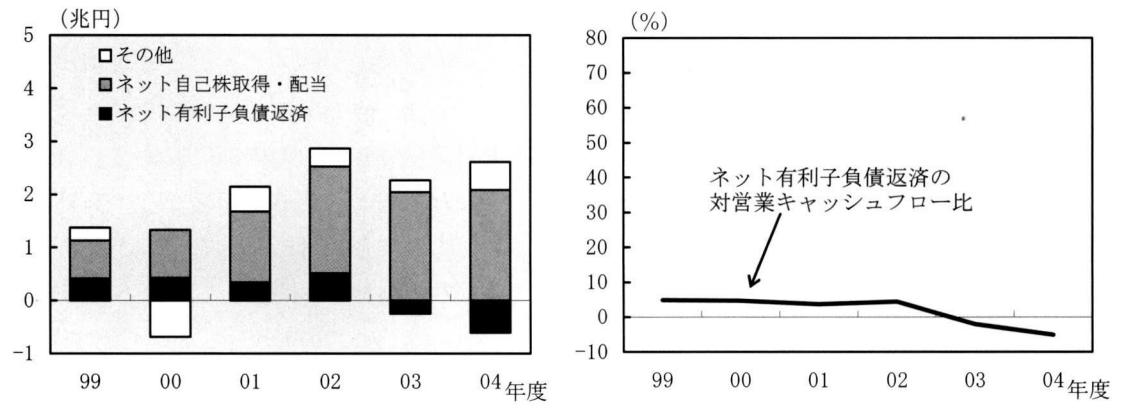 （兆円）
5
4
3
2
1
0
-1
その他
ネット自己株取得・配当
ネット有利子負債返済
99 00 01 02 03 04 年度
（%）
80
70
60
50
40
30
20
10
0
-10
ネット有利子負債返済の
対営業キャッシュフロー比
99 00 01 02 03 04 年度